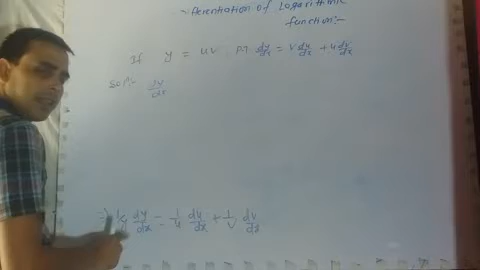 -fferentiation of Logarithmic
function:-
If y = uv. PT dy/dx = v du/dx + u dv/dx
Sol:- dy/dx
=> 1/y dy/dx = 1/u du/dx + 1/v dv/dx